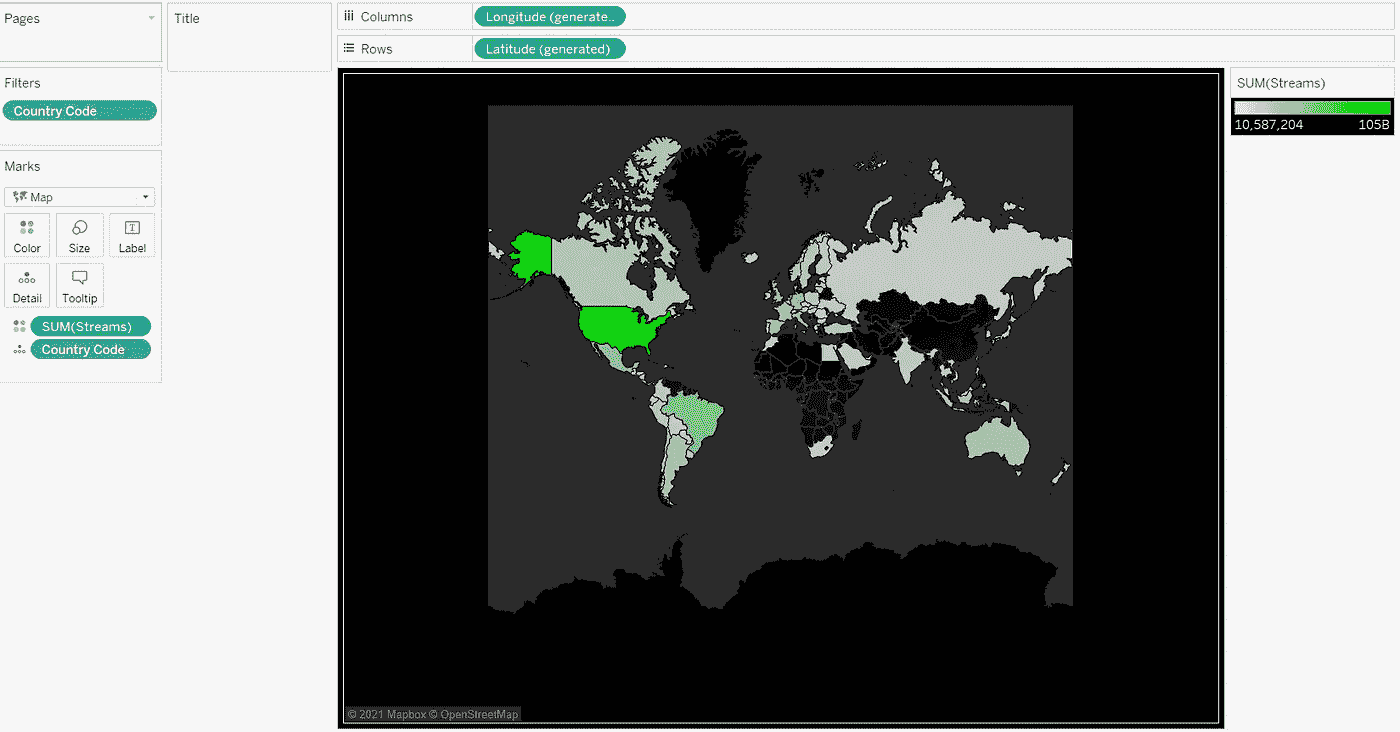 Pages
Title
Columns
Longitude (generate..
Rows
Latitude (generated)
Filters
Country Code
Marks
Map
Color
Size
Label
Detail
Tooltip
SUM(Streams)
Country Code
SUM(Streams)
10,587,204 105B
© 2021 Mapbox © OpenStreetMap